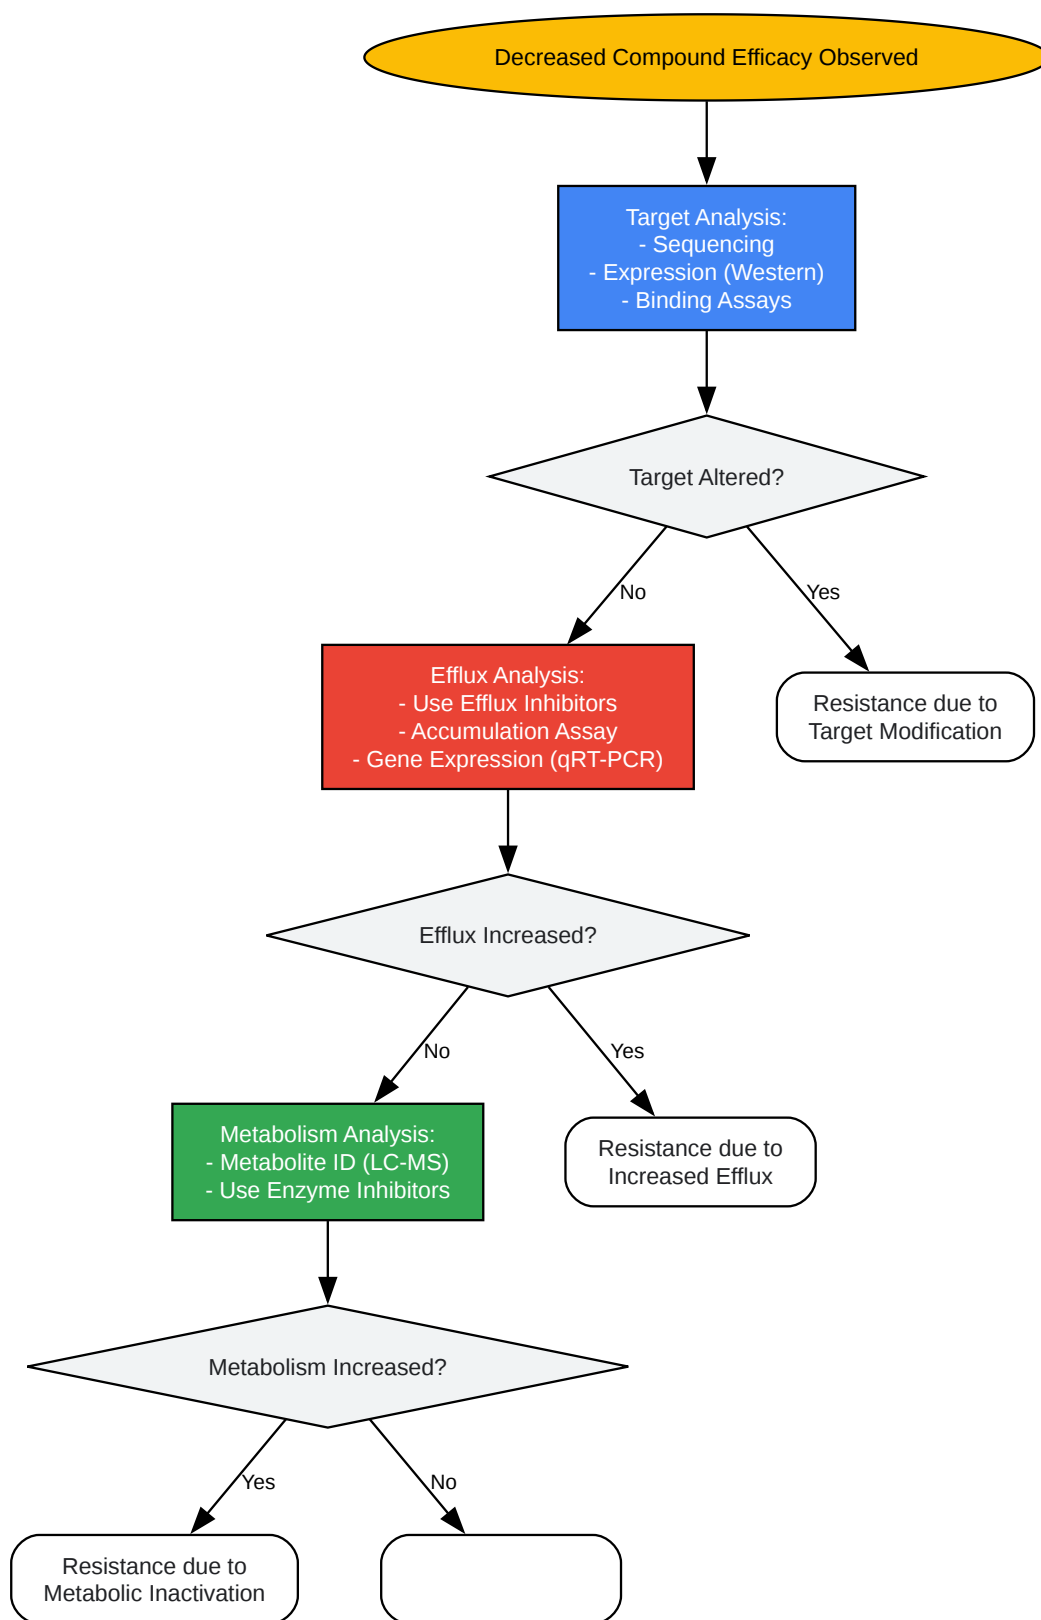 Decreased Compound Efficacy Observed
Target Analysis:
- Sequencing
- Expression (Western)
- Binding Assays
Target Altered?
No
Yes
Efflux Analysis:
- Use Efflux Inhibitors
- Accumulation Assay
- Gene Expression (qRT-PCR)
Resistance due to
Target Modification
Efflux Increased?
No
Yes
Metabolism Analysis:
- Metabolite ID (LC-MS)
- Use Enzyme Inhibitors
Resistance due to
Increased Efflux
Metabolism Increased?
Yes
No
Resistance due to
Metabolic Inactivation